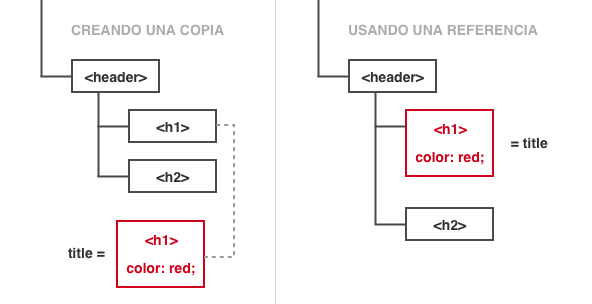 CREANDO UNA COPIA
<header>
<h1>
<h2>
title =
<h1>
color: red;
USANDO UNA REFERENCIA
<header>
<h1>
color: red;
= title
<h2>